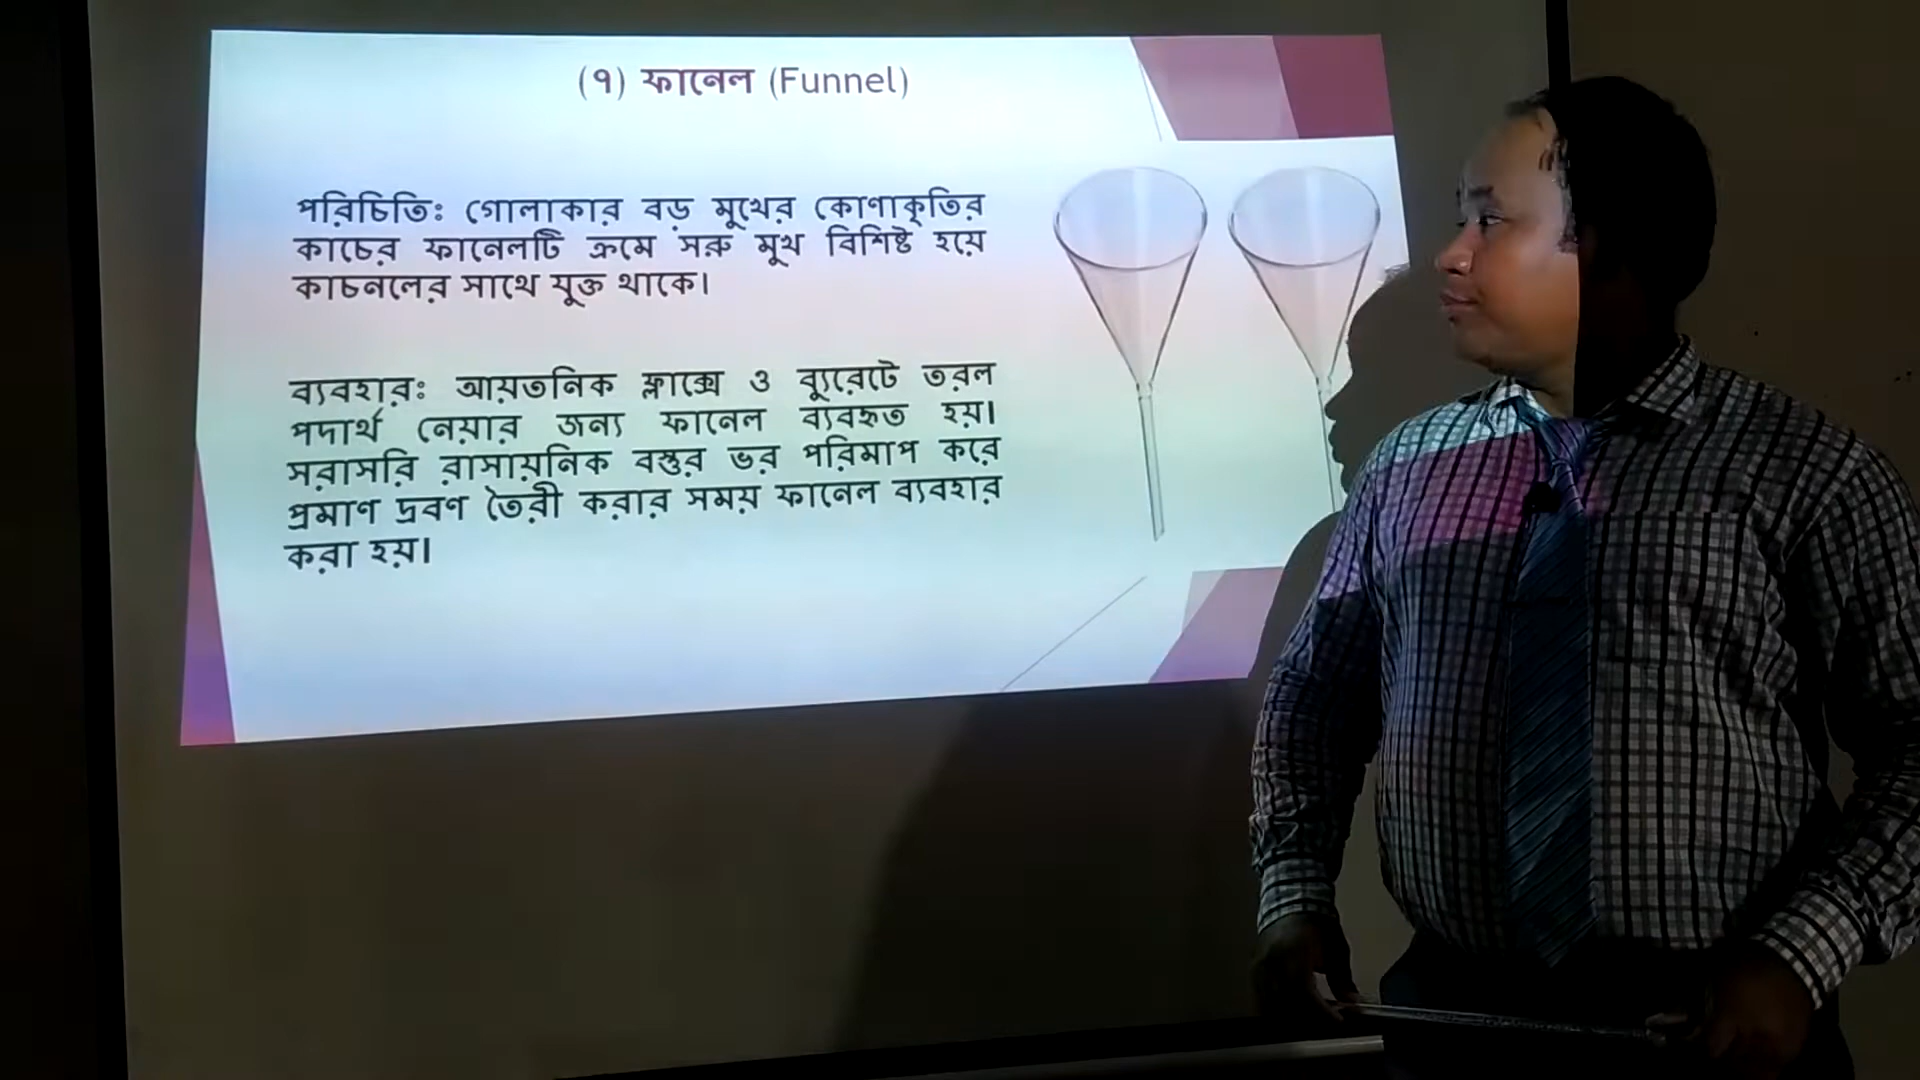 (৭) ফানেল (Funnel)
পরিচিতিঃ গোলাকার বড় মুখের কোণাকৃতির
কাচের ফানেলটি ক্রমে সরু মুখ বিশিষ্ট হয়ে
কাচনলের সাথে যুক্ত থাকে।
ব্যবহারঃ আয়তনিক ফ্লাক্সে ও ব্যুরেটে তরল
পদার্থ নেয়ার জন্য ফানেল ব্যবহৃত হয়।
সরাসরি রাসায়নিক বস্তুর ভর পরিমাপ করে
প্রমাণ দ্রবণ তৈরী করার সময় ফানেল ব্যবহার
করা হয়।